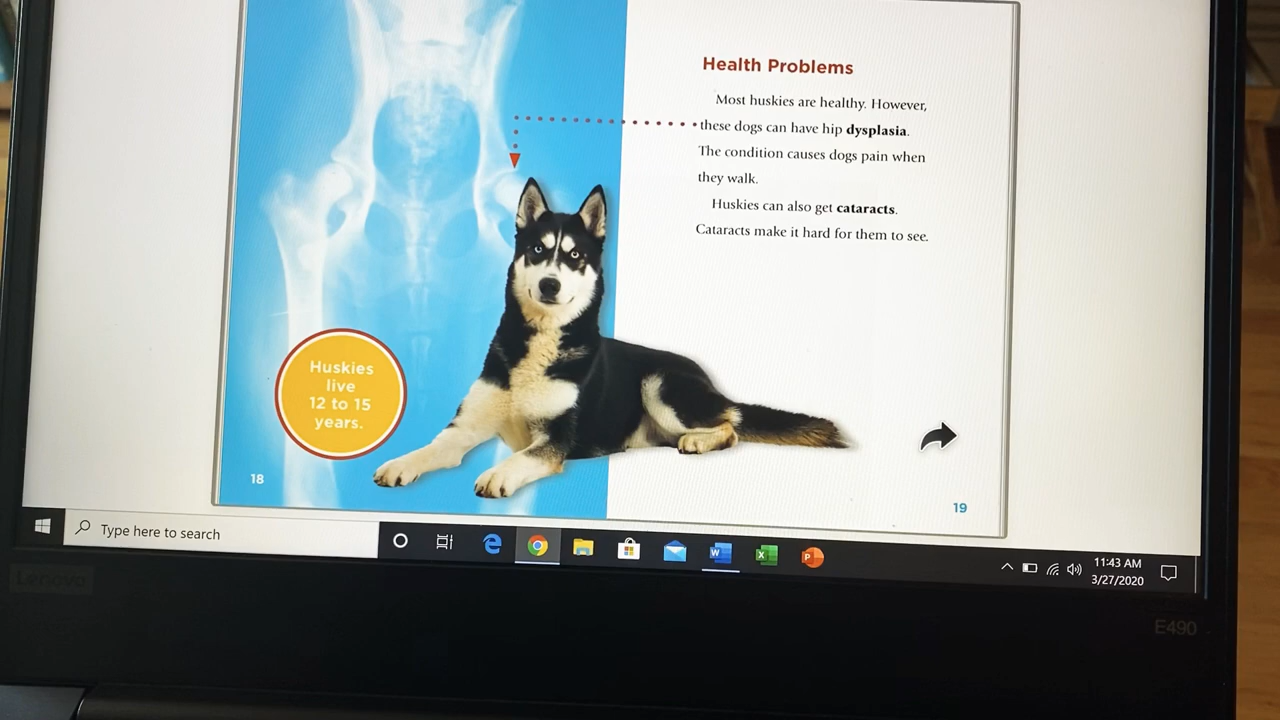 Health Problems
Most huskies are healthy. However,
these dogs can have hip dysplasia.
The condition causes dogs pain when
they walk.
Huskies can also get cataracts.
Cataracts make it hard for them to see.
Huskies
live
12 to 15
years.
18
19
Type here to search
11:43 AM
3/27/2020
Lenovo
E490